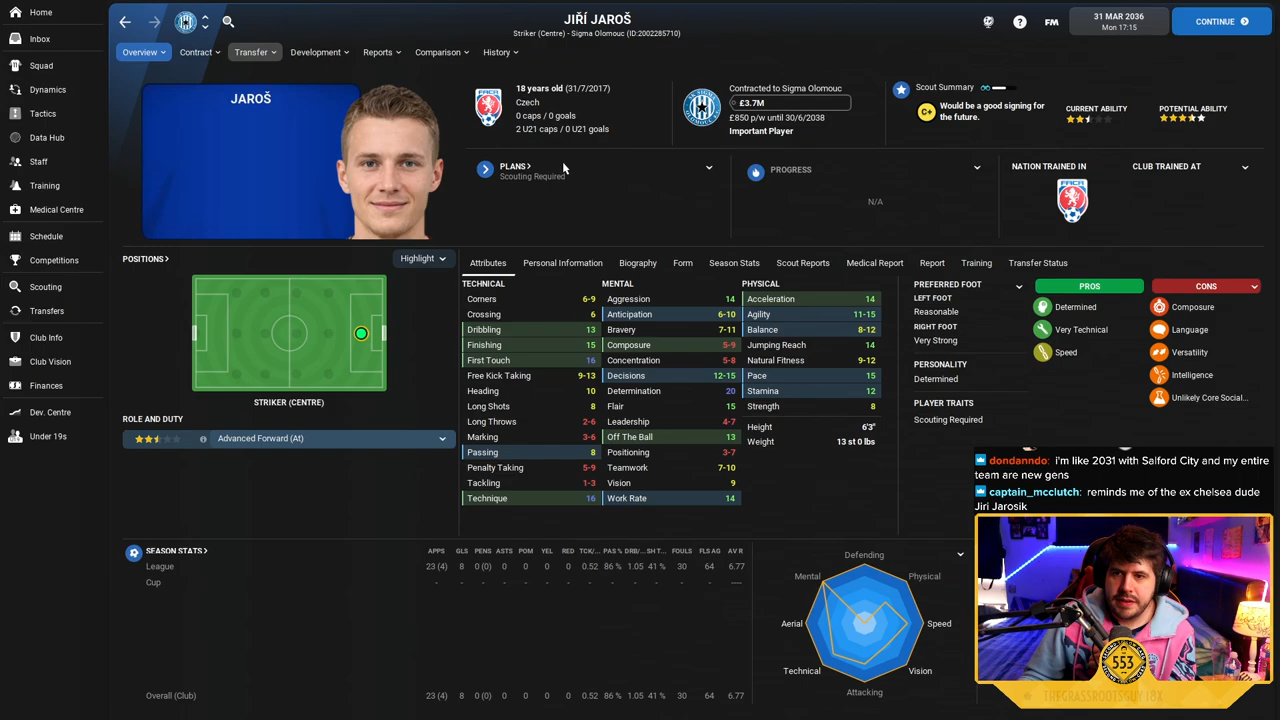 Home
Inbox
Squad
Dynamics
Tactics
Data Hub
Staff
Training
Medical Centre
Schedule
Competitions
Scouting
Transfers
Club Info
Club Vision
Finances
Dev. Centre
Under 19s
JIŘÍ JAROŠ
Striker (Centre) - Sigma Olomouc (ID:2002285710)
FM
31 MAR 2036
Mon 17:15
CONTINUE
Overview
Contract
Transfer
Development
Reports
Comparison
History
JAROŠ
18 years old (31/7/2017)
Czech
0 caps / 0 goals
2 U21 caps / 0 U21 goals
Contracted to Sigma Olomouc
£3.7M
£850 p/w until 30/6/2038
Important Player
Scout Summary
C+
Would be a good signing for
the future.
CURRENT ABILITY
POTENTIAL ABILITY
PLANS >
Scouting Required
PROGRESS
N/A
NATION TRAINED IN
CLUB TRAINED AT
FACR
FACR
POSITIONS >
Highlight
STRIKER (CENTRE)
ROLE AND DUTY
Advanced Forward (At)
Attributes
Personal Information
Biography
Form
Season Stats
Scout Reports
Medical Report
Report
Training
Transfer Status
TECHNICAL
Corners 6-9
Crossing 6
Dribbling 13
Finishing 15
First Touch 16
Free Kick Taking 9-13
Heading 10
Long Shots 8
Long Throws 2-6
Marking 3-6
Passing 8
Penalty Taking 5-9
Tackling 1-3
Technique 16
MENTAL
Aggression 14
Anticipation 6-10
Bravery 7-11
Composure 5-9
Concentration 5-8
Decisions 12-15
Determination 20
Flair 15
Leadership 4-7
Off The Ball 13
Positioning 3-7
Teamwork 7-10
Vision 9
Work Rate 14
PHYSICAL
Acceleration 14
Agility 11-15
Balance 8-12
Jumping Reach 14
Natural Fitness 9-12
Pace 15
Stamina 12
Strength 8
Height 6'3"
Weight 13 st 0 lbs
PREFERRED FOOT
LEFT FOOT
Reasonable
RIGHT FOOT
Very Strong
PERSONALITY
Determined
PLAYER TRAITS
Scouting Required
PROS
Determined
Very Technical
Speed
CONS
Composure
Language
Versatility
Intelligence
Unlikely Core Social...
dondanndo: i'm like 2031 with Salford City and my entire
team are new gens
captain_mcclutch: reminds me of the ex chelsea dude
Jiri Jarosik
SEASON STATS >
APPS GLS PENS ASTS POM YEL RED TCK/... PAS % DRB/... SH T... FOULS FLS AG AV R
League 23 (4) 8 0 (0) 0 0 0 0 0.52 86 % 1.05 41 % 30 64 6.77
Cup - - - - - - - - - - - - - ----
Overall (Club) 23 (4) 8 0 (0) 0 0 0 0 0.52 86 % 1.05 41 % 30 64 6.77
Defending
Physical
Speed
Vision
Attacking
Technical
Aerial
Mental
553
THEGRASSROOTSGUY18X